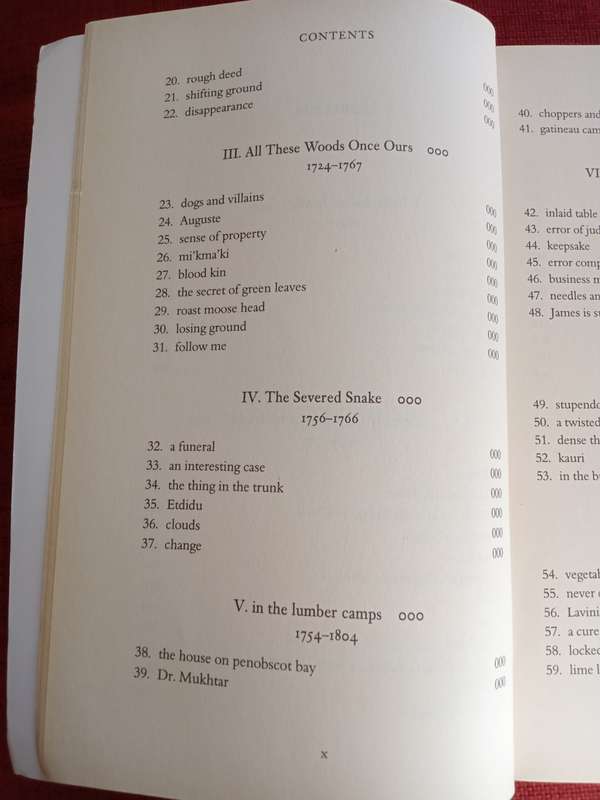 CONTENTS
20. rough deed 000
21. shifting ground 000
22. disappearance 000
III. All These Woods Once Ours 000
1724–1767
23. dogs and villains 000
24. Auguste 000
25. sense of property 000
26. mi'kma'ki 000
27. blood kin 000
28. the secret of green leaves 000
29. roast moose head 000
30. losing ground 000
31. follow me 000
IV. The Severed Snake 000
1756–1766
32. a funeral 000
33. an interesting case 000
34. the thing in the trunk 000
35. Etdidu 000
36. clouds 000
37. change 000
V. in the lumber camps 000
1754–1804
38. the house on penobscot bay 000
39. Dr. Mukhtar 000
x
40. choppers and
41. gatineau cam
VI
42. inlaid table
43. error of jud
44. keepsake
45. error comp
46. business m
47. needles an
48. James is su
49. stupendo
50. a twisted
51. dense th
52. kauri
53. in the bu
54. vegetal
55. never
56. Lavini
57. a cure
58. locked
59. lime l